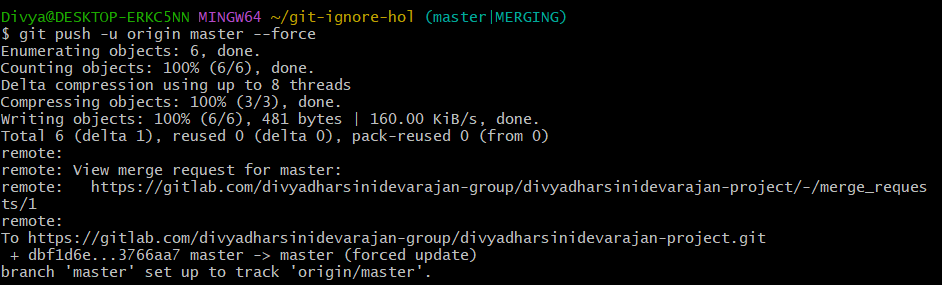 Divya@DESKTOP-ERKC5NN MINGW64 ~/git-ignore-hol (master|MERGING)
$ git push -u origin master --force
Enumerating objects: 6, done.
Counting objects: 100% (6/6), done.
Delta compression using up to 8 threads
Compressing objects: 100% (3/3), done.
Writing objects: 100% (6/6), 481 bytes | 160.00 KiB/s, done.
Total 6 (delta 1), reused 0 (delta 0), pack-reused 0 (from 0)
remote:
remote: View merge request for master:
remote:   https://gitlab.com/divyadharsinidevarajan-group/divyadharsinidevarajan-project/-/merge_reques
ts/1
remote:
To https://gitlab.com/divyadharsinidevarajan-group/divyadharsinidevarajan-project.git
 + dbf1d6e...3766aa7 master -> master (forced update)
branch 'master' set up to track 'origin/master'.